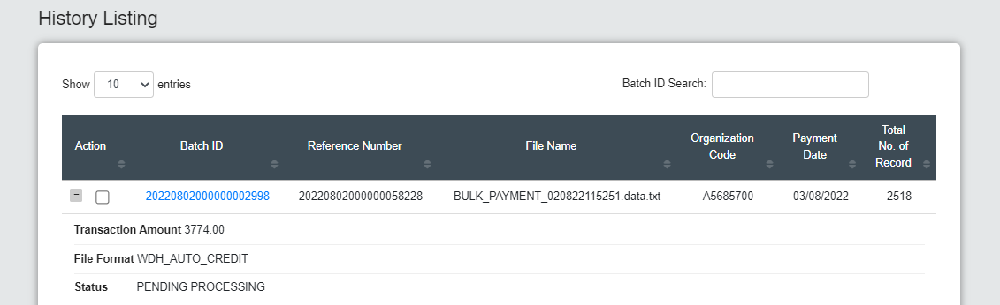 History Listing
Show 10 entries
Batch ID Search:
Action Batch ID Reference Number File Name Organization Code Payment Date Total No. of Record
20220802000000002998 20220802000000058228 BULK_PAYMENT_020822115251.data.txt A5685700 03/08/2022 2518
Transaction Amount 3774.00
File Format WDH_AUTO_CREDIT
Status PENDING PROCESSING